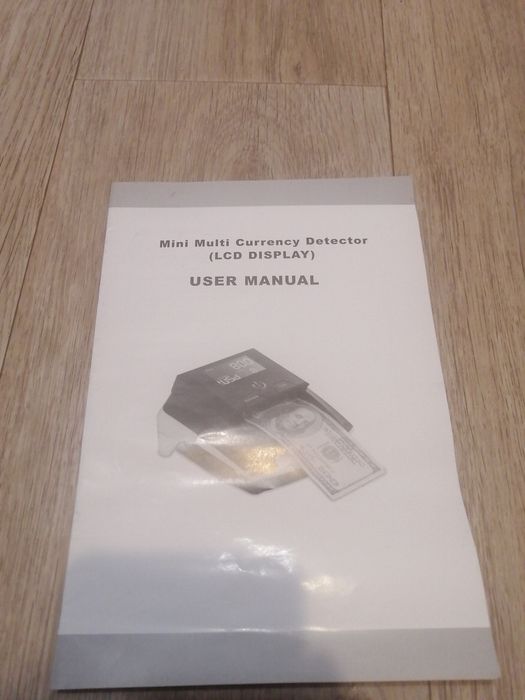 Mini Multi Currency Detector
(LCD DISPLAY)
USER MANUAL